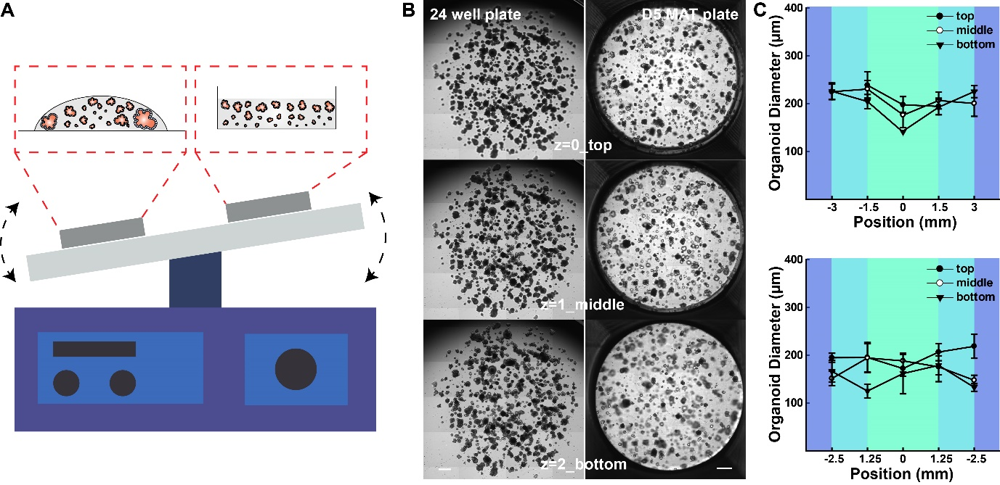 A
B
24 well plate
D5 MAT plate
z=0_top
z=1_middle
z=2_bottom
C
400
300
200
100
Organoid Diameter (µm)
top
middle
bottom
-3 -1.5 0 1.5 3
Position (mm)
400
300
200
100
Organoid Diameter (µm)
top
middle
bottom
-2.5 1.25 0 1.25 -2.5
Position (mm)